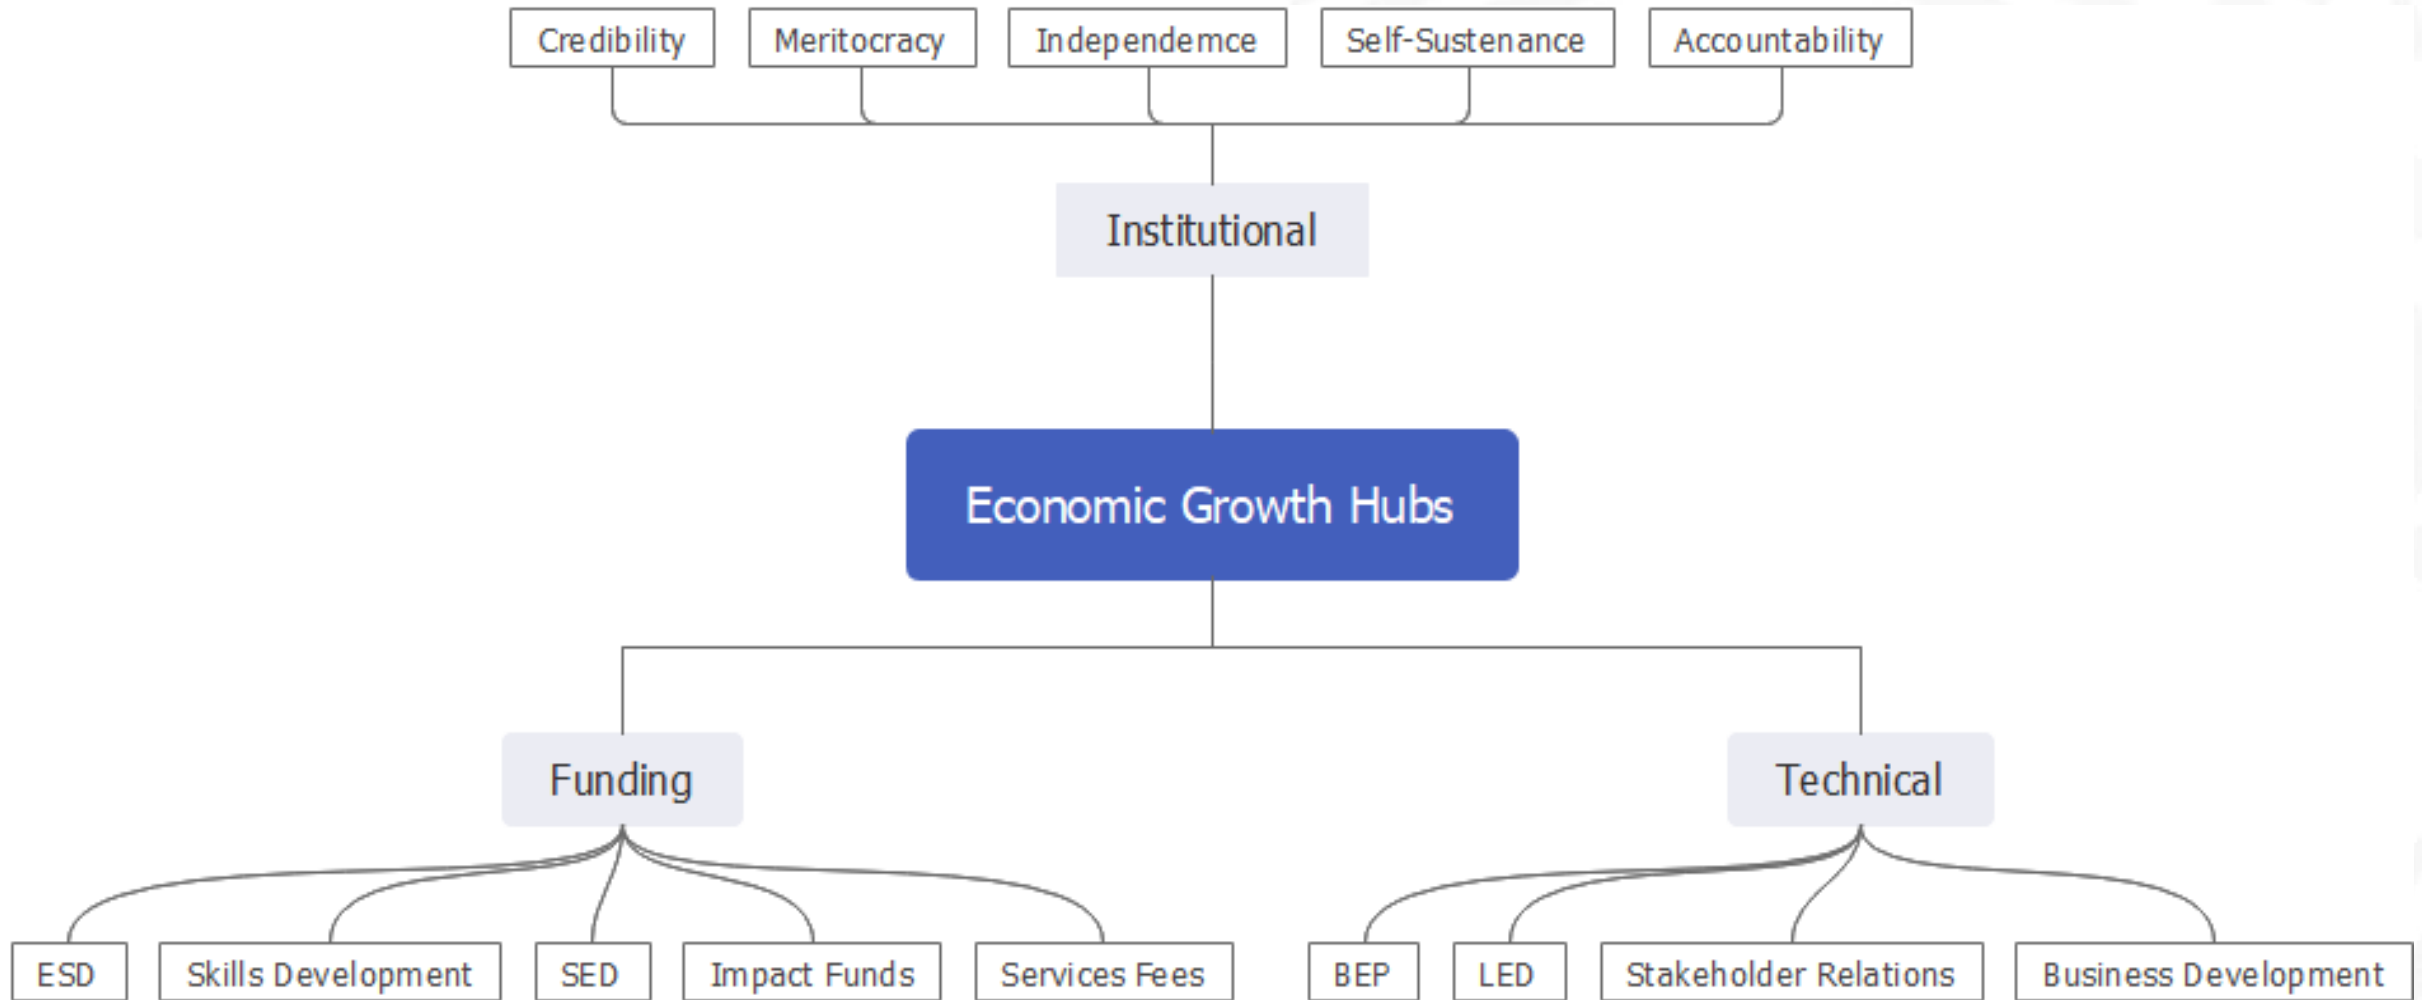 Credibility
Meritocracy
Independemce
Self-Sustenance
Accountability
Institutional
Economic Growth Hubs
Funding
Technical
ESD
Skills Development
SED
Impact Funds
Services Fees
BEP
LED
Stakeholder Relations
Business Development